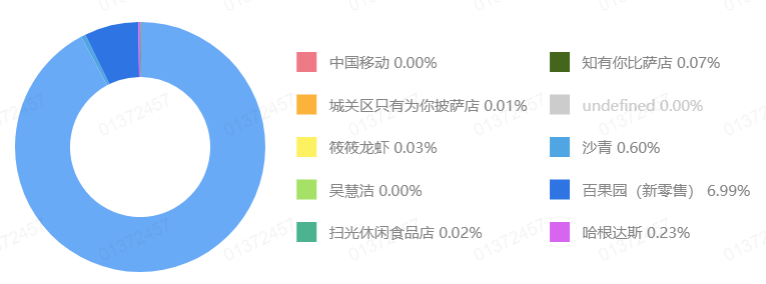 中国移动 0.00%
知有你比萨店 0.07%
城关区只有为你披萨店 0.01%
undefined 0.00%
筱筱龙虾 0.03%
沙青 0.60%
吴慧洁 0.00%
百果园（新零售） 6.99%
扫光休闲食品店 0.02%
哈根达斯 0.23%
01372457